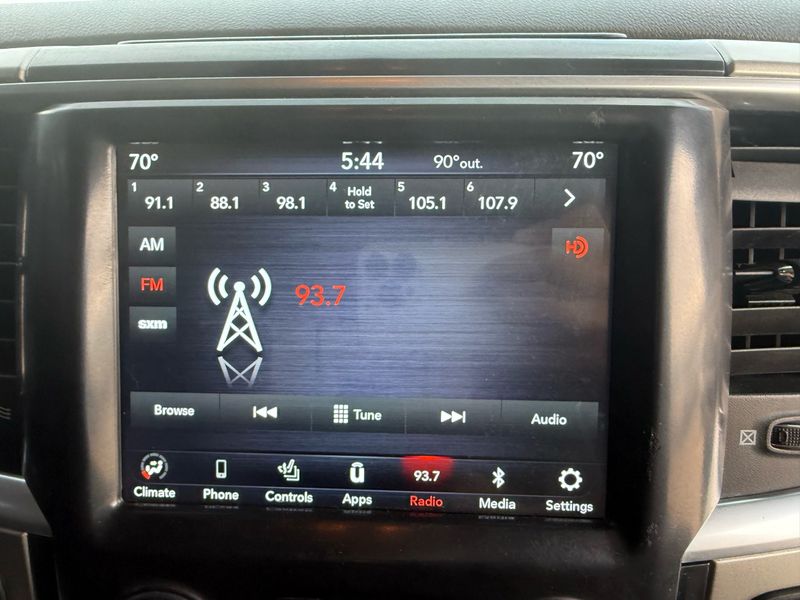 70° 5:44 90°out. 70°
1 91.1 2 88.1 3 98.1 4 Hold to Set 5 105.1 6 107.9
AM
HD
FM 93.7
sxm
Browse Tune Audio
93.7
Climate Phone Controls Apps Radio Media Settings